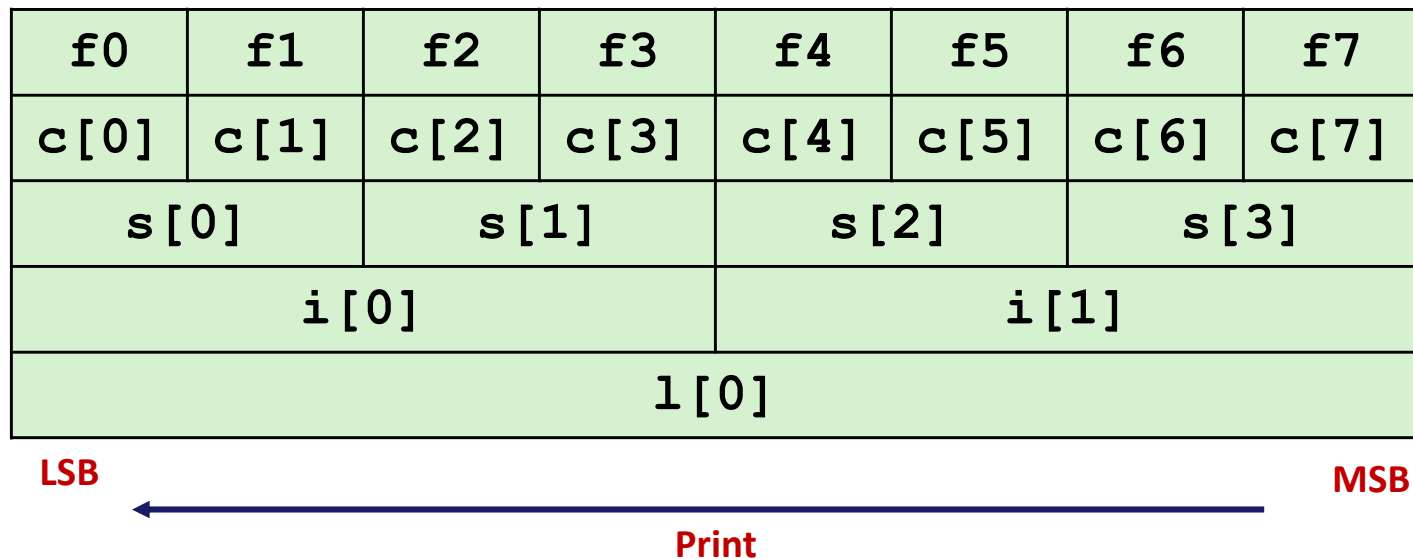 f0 f1 f2 f3 f4 f5 f6 f7
c[0] c[1] c[2] c[3] c[4] c[5] c[6] c[7]
s[0] s[1] s[2] s[3]
i[0] i[1]
l[0]
LSB MSB
Print